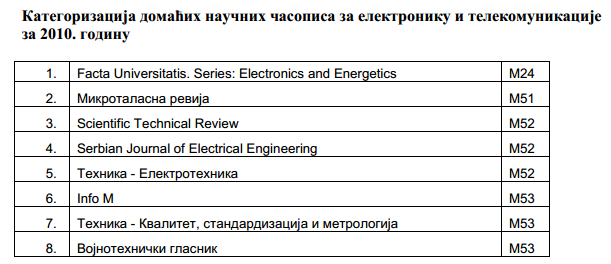 Категоризација домаћих научних часописа за електронику и телекомуникације
за 2010. годину
1. Facta Universitatis. Series: Electronics and Energetics M24
2. Микроталасна ревија M51
3. Scientific Technical Review M52
4. Serbian Journal of Electrical Engineering M52
5. Техника - Електротехника M52
6. Info M M53
7. Техника - Квалитет, стандардизација и метрологија M53
8. Војнотехнички гласник M53